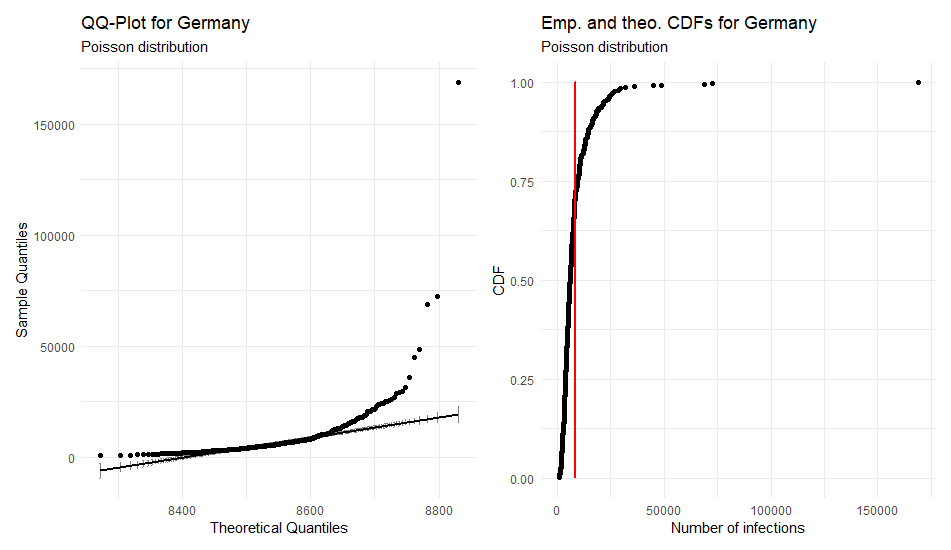 QQ-Plot for Germany
Poisson distribution
150000
100000
50000
0
Sample Quantiles
8400
8600
8800
Theoretical Quantiles
Emp. and theo. CDFs for Germany
Poisson distribution
1.00
0.75
0.50
0.25
0.00
CDF
0
50000
100000
150000
Number of infections